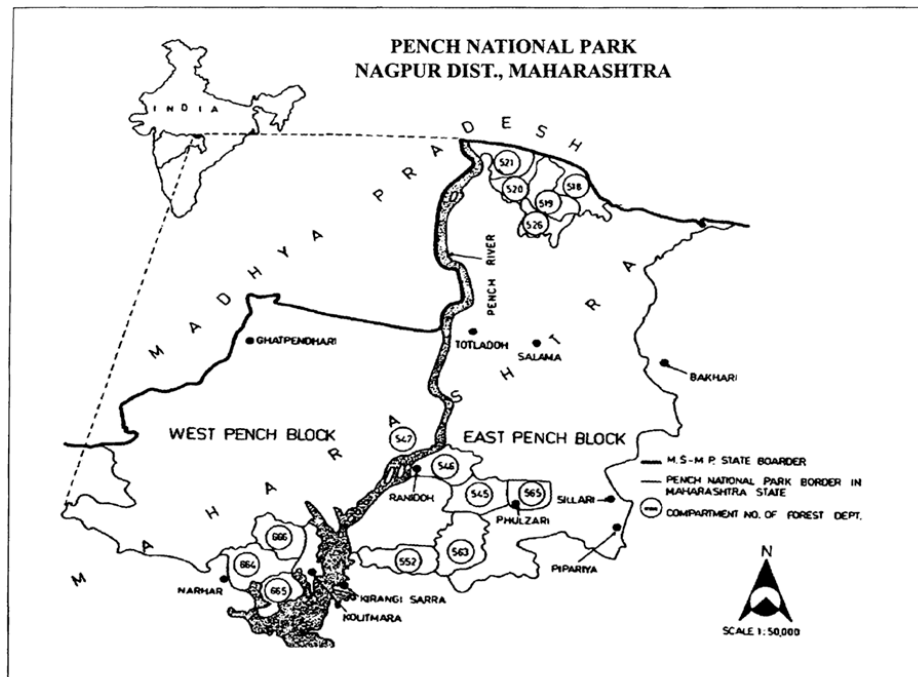 PENCH NATIONAL PARK
NAGPUR DIST., MAHARASHTRA
INDIA
MADHYA PRADESH
521
520
518
519
526
PENCH RIVER
GHATPENDHARI
TOTLADOH
SALAMA
BAKHARI
MAHARASHTRA
WEST PENCH BLOCK
547
EAST PENCH BLOCK
546
RANIDOH
545
565
PHULZARI
SILLARI
M.S-M P. STATE BOARDER
PENCH NATIONAL PARK BORDER IN
MAHARASHTRA STATE
COMPARTMENT NO. OF FOREST DEPT.
PIPARIYA
666
664
665
552
563
NARHAR
KIRANGI SARRA
KOLITMARA
N
SCALE 1:50,000